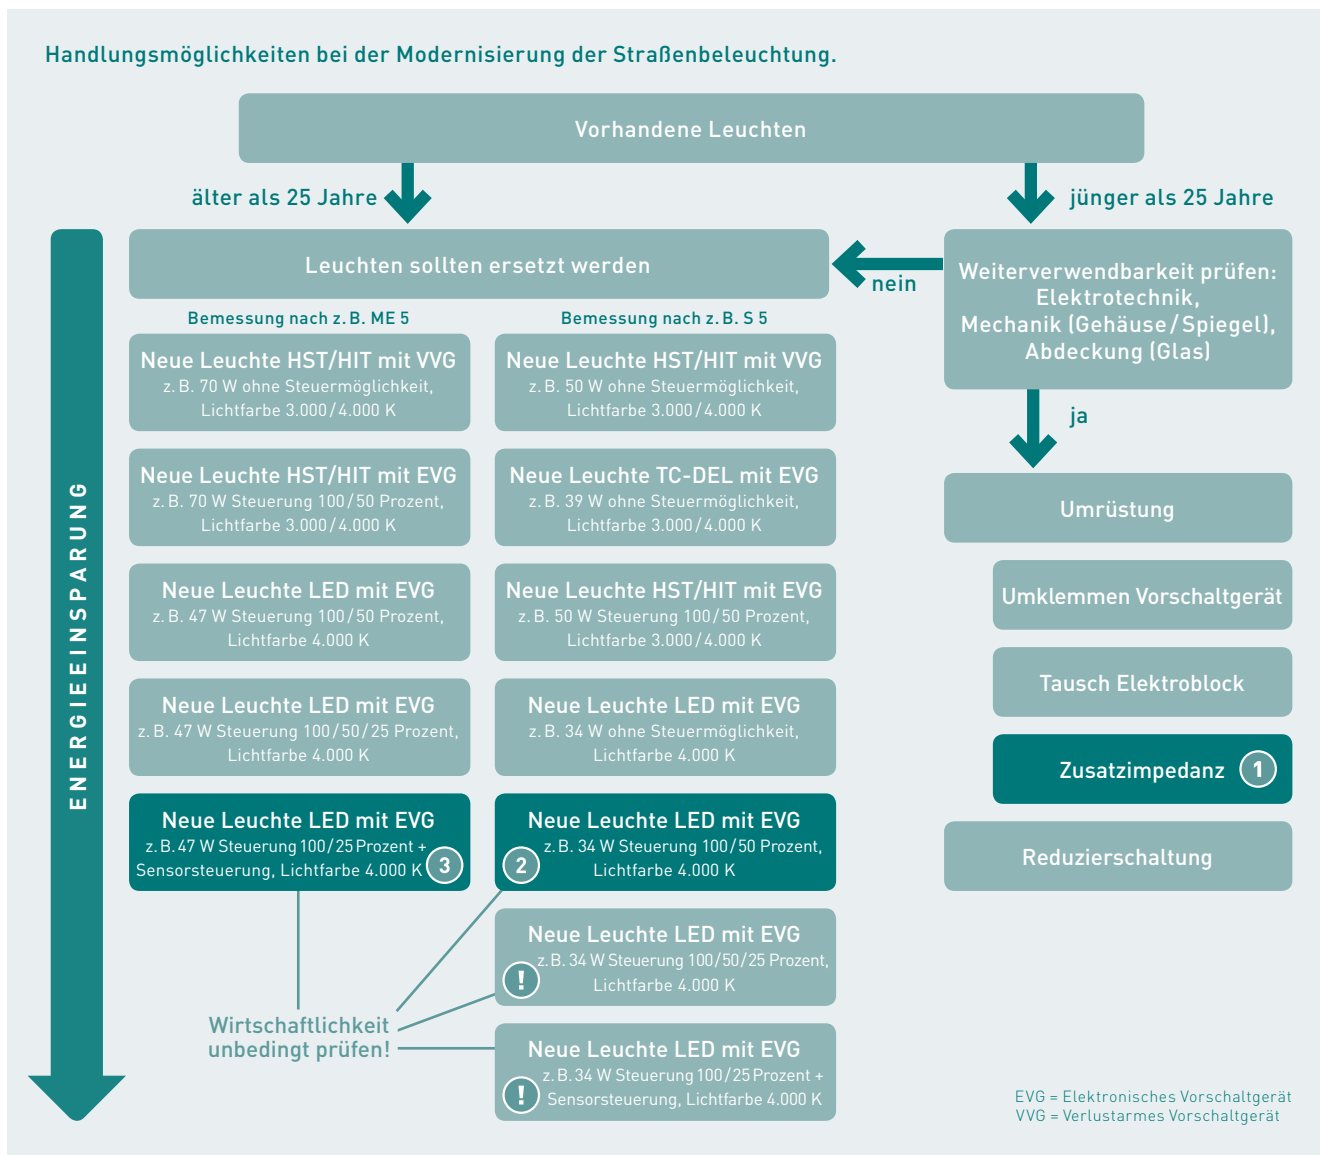 Handlungsmöglichkeiten bei der Modernisierung der Straßenbeleuchtung.
Vorhandene Leuchten
älter als 25 Jahre
jünger als 25 Jahre
Leuchten sollten ersetzt werden
nein
Weiterverwendbarkeit prüfen:
Elektrotechnik,
Mechanik (Gehäuse/Spiegel),
Abdeckung (Glas)
ja
Umrüstung
Umklemmen Vorschaltgerät
Tausch Elektroblock
Zusatzimpedanz 1
Reduzierschaltung
ENERGIEEINSPARUNG
Bemessung nach z.B. ME 5
Neue Leuchte HST/HIT mit VVG
z.B. 70 W ohne Steuermöglichkeit,
Lichtfarbe 3.000/4.000 K
Neue Leuchte HST/HIT mit EVG
z.B. 70 W Steuerung 100/50 Prozent,
Lichtfarbe 3.000/4.000 K
Neue Leuchte LED mit EVG
z.B. 47 W Steuerung 100/50 Prozent,
Lichtfarbe 4.000 K
Neue Leuchte LED mit EVG
z.B. 47 W Steuerung 100/50/25 Prozent,
Lichtfarbe 4.000 K
Neue Leuchte LED mit EVG
z.B. 47 W Steuerung 100/25 Prozent +
Sensorsteuerung, Lichtfarbe 4.000 K 3
Bemessung nach z.B. S 5
Neue Leuchte HST/HIT mit VVG
z.B. 50 W ohne Steuermöglichkeit,
Lichtfarbe 3.000/4.000 K
Neue Leuchte TC-DEL mit EVG
z.B. 39 W ohne Steuermöglichkeit,
Lichtfarbe 3.000/4.000 K
Neue Leuchte HST/HIT mit EVG
z.B. 50 W Steuerung 100/50 Prozent,
Lichtfarbe 3.000/4.000 K
Neue Leuchte LED mit EVG
z.B. 34 W ohne Steuermöglichkeit,
Lichtfarbe 4.000 K
Neue Leuchte LED mit EVG
z.B. 34 W Steuerung 100/50 Prozent,
2 Lichtfarbe 4.000 K
Neue Leuchte LED mit EVG
z.B. 34 W Steuerung 100/50/25 Prozent,
! Lichtfarbe 4.000 K
Neue Leuchte LED mit EVG
z.B. 34 W Steuerung 100/25 Prozent +
! Sensorsteuerung, Lichtfarbe 4.000 K
Wirtschaftlichkeit
unbedingt prüfen!
EVG = Elektronisches Vorschaltgerät
VVG = Verlustarmes Vorschaltgerät